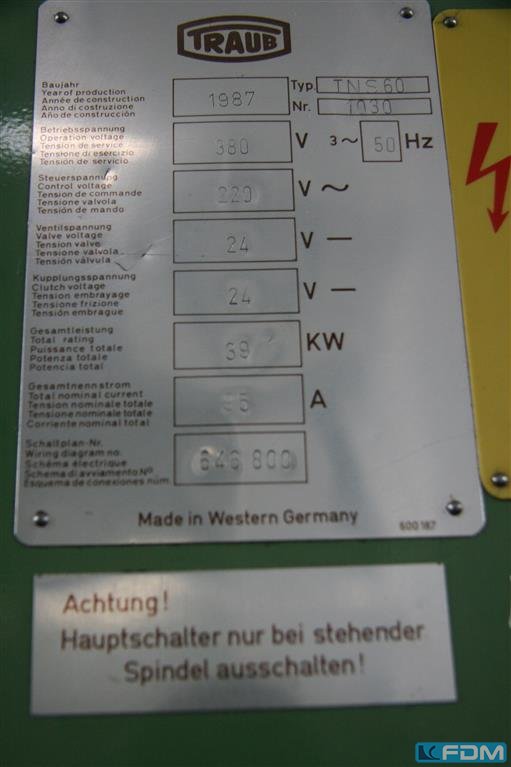 TRAUB
Baujahr
Year of production
Année de construction
Anno di costruzione
Año de construcción
1987
Typ. TNS60
Nr. 1030
Betriebsspannung
Operation voltage
Tension de service
Tensione di esercizio
Tensión de servicio
380 V 3~ 50 Hz
Steuerspannung
Control voltage
Tension de commande
Tensione valvola
Tensión de mando
220 V ~
Ventilspannung
Valve voltage
Tension valve
Tensione valvola
Tensión válvula
24 V —
Kupplungsspannung
Clutch voltage
Tension embrayage
Tensione frizione
Tensión embrague
24 V —
Gesamtleistung
Total rating
Puissance totale
Potenza totale
Potencia total
39 KW
Gesamtnennstrom
Total nominal current
Tension nominale totale
Tensione nominale totale
Corriente nominal total
A
Schaltplan-Nr.
Wiring diagram no.
Schéma électrique
Schema di avviamento Nº
Esquema de conexiones núm.
646 800
Made in Western Germany
600 187
Achtung!
Hauptschalter nur bei stehender
Spindel ausschalten!
FDM